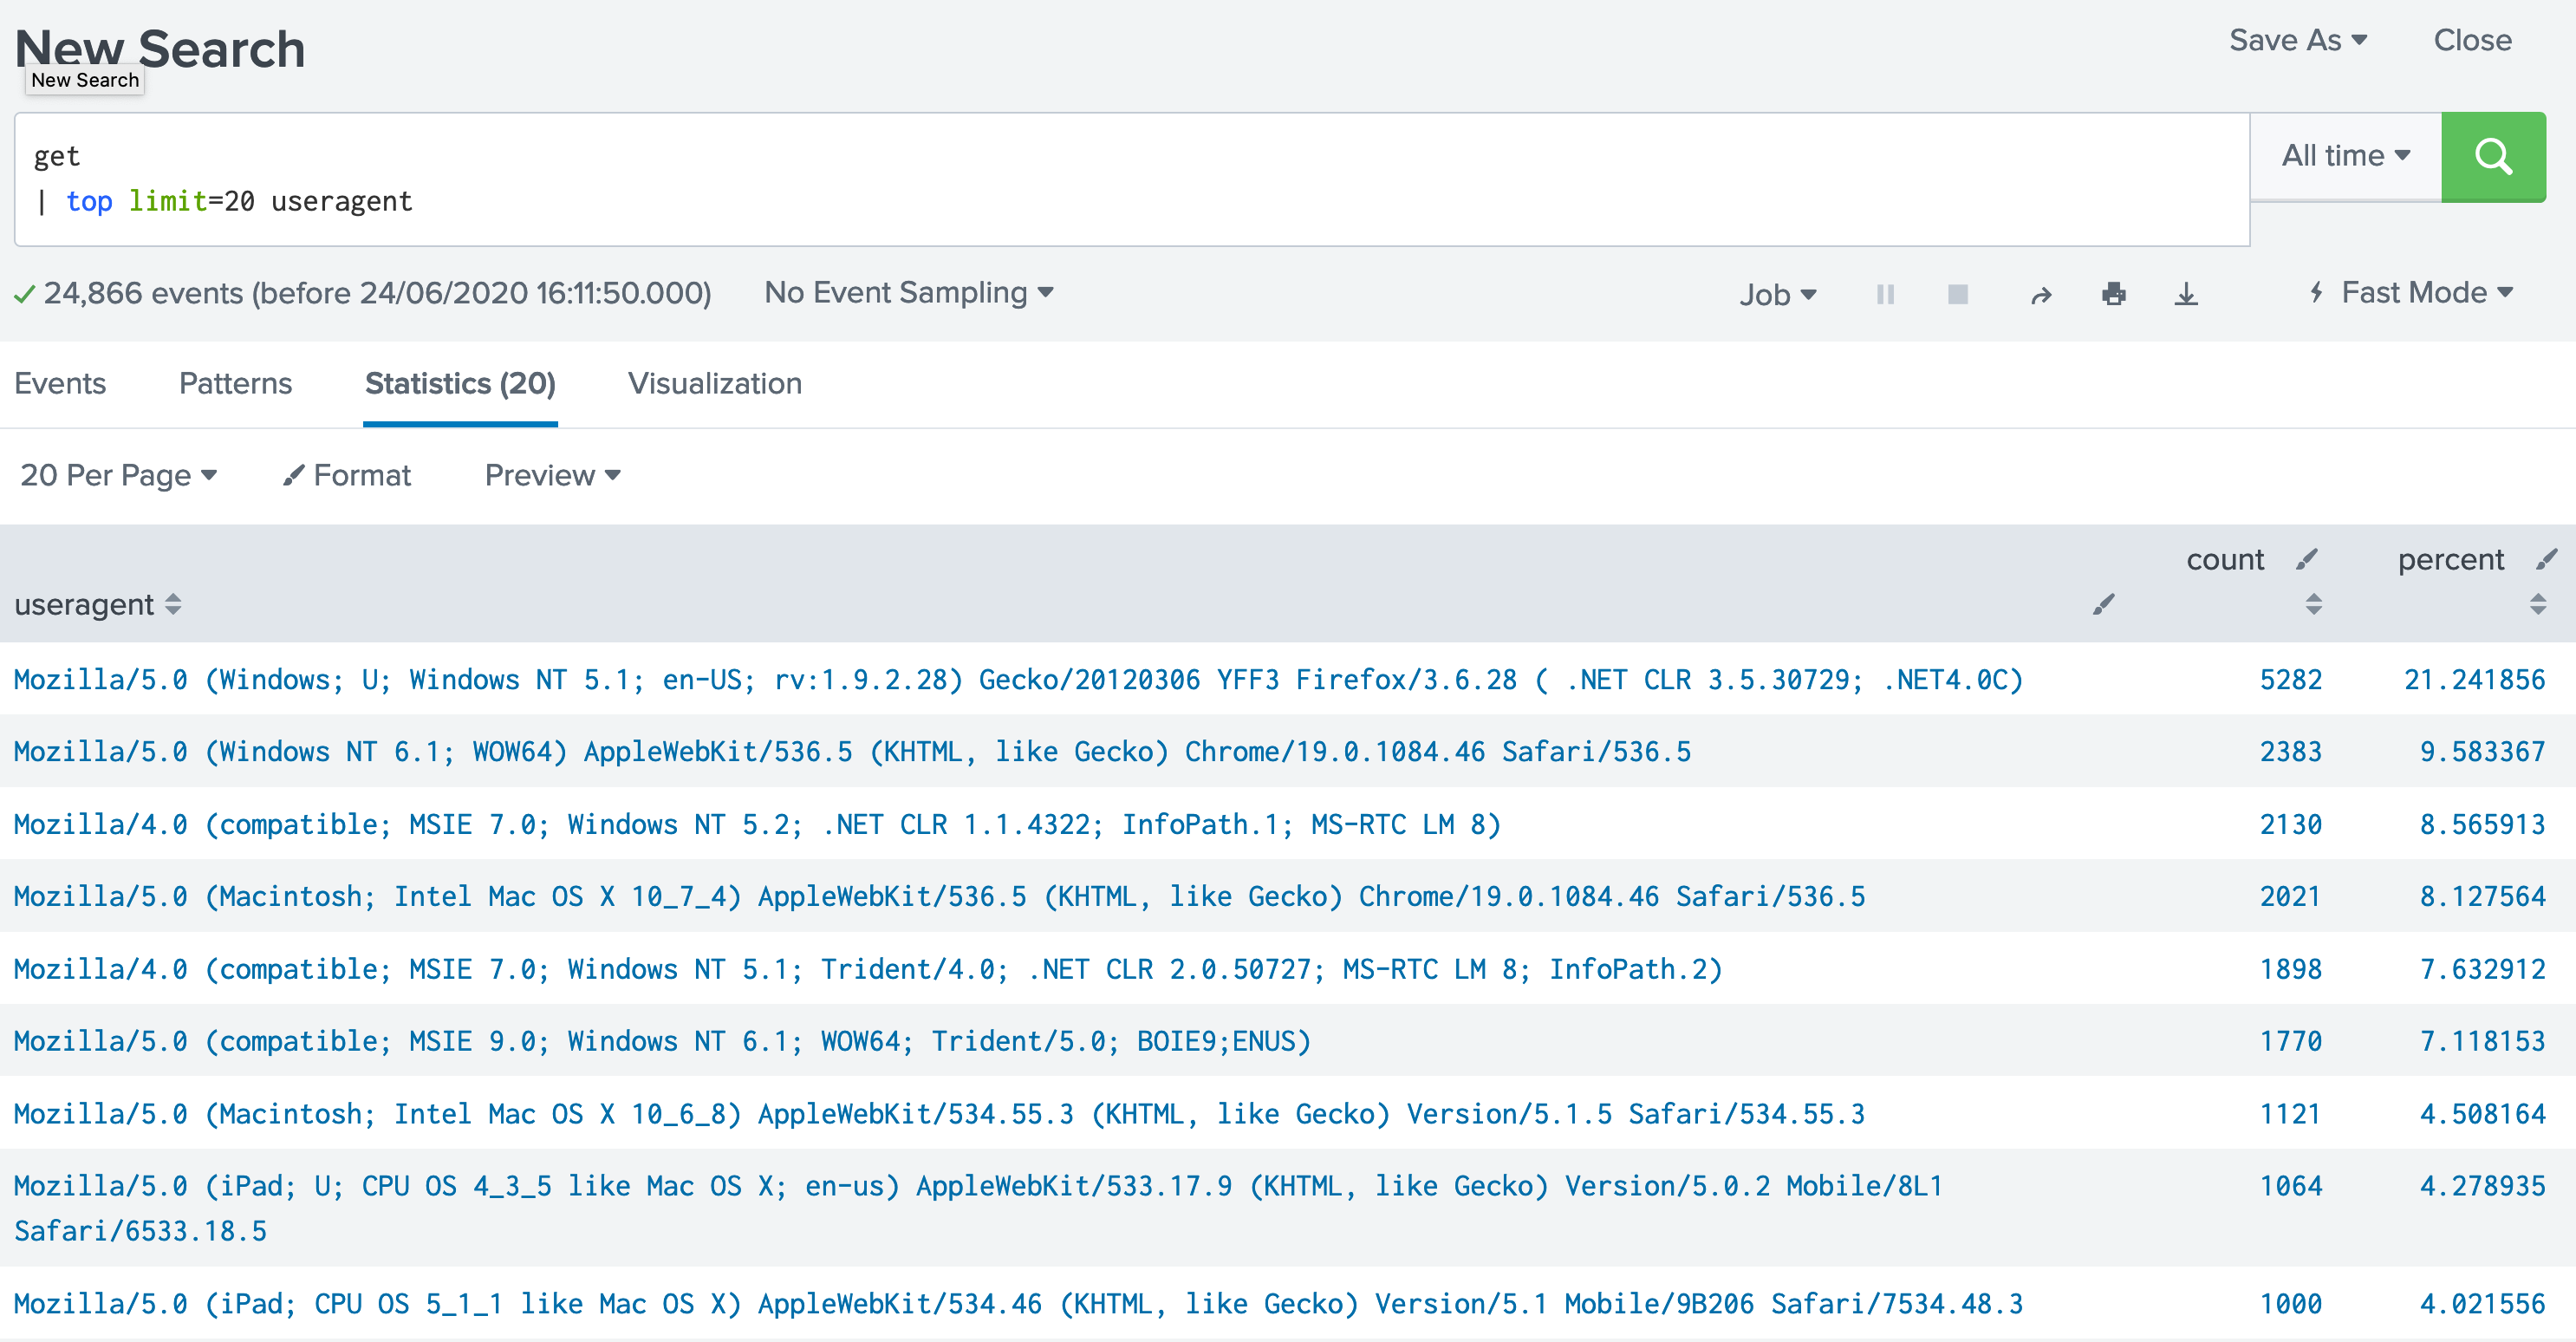 New Search
Save As
Close
New Search
get
| top limit=20 useragent
All time
24,866 events (before 24/06/2020 16:11:50.000)
No Event Sampling
Job
Fast Mode
Events
Patterns
Statistics (20)
Visualization
20 Per Page
Format
Preview
useragent
count
percent
Mozilla/5.0 (Windows; U; Windows NT 5.1; en-US; rv:1.9.2.28) Gecko/20120306 YFF3 Firefox/3.6.28 ( .NET CLR 3.5.30729; .NET4.0C) 5282 21.241856
Mozilla/5.0 (Windows NT 6.1; WOW64) AppleWebKit/536.5 (KHTML, like Gecko) Chrome/19.0.1084.46 Safari/536.5 2383 9.583367
Mozilla/4.0 (compatible; MSIE 7.0; Windows NT 5.2; .NET CLR 1.1.4322; InfoPath.1; MS-RTC LM 8) 2130 8.565913
Mozilla/5.0 (Macintosh; Intel Mac OS X 10_7_4) AppleWebKit/536.5 (KHTML, like Gecko) Chrome/19.0.1084.46 Safari/536.5 2021 8.127564
Mozilla/4.0 (compatible; MSIE 7.0; Windows NT 5.1; Trident/4.0; .NET CLR 2.0.50727; MS-RTC LM 8; InfoPath.2) 1898 7.632912
Mozilla/5.0 (compatible; MSIE 9.0; Windows NT 6.1; WOW64; Trident/5.0; BOIE9;ENUS) 1770 7.118153
Mozilla/5.0 (Macintosh; Intel Mac OS X 10_6_8) AppleWebKit/534.55.3 (KHTML, like Gecko) Version/5.1.5 Safari/534.55.3 1121 4.508164
Mozilla/5.0 (iPad; U; CPU OS 4_3_5 like Mac OS X; en-us) AppleWebKit/533.17.9 (KHTML, like Gecko) Version/5.0.2 Mobile/8L1 1064 4.278935
Safari/6533.18.5
Mozilla/5.0 (iPad; CPU OS 5_1_1 like Mac OS X) AppleWebKit/534.46 (KHTML, like Gecko) Version/5.1 Mobile/9B206 Safari/7534.48.3 1000 4.021556